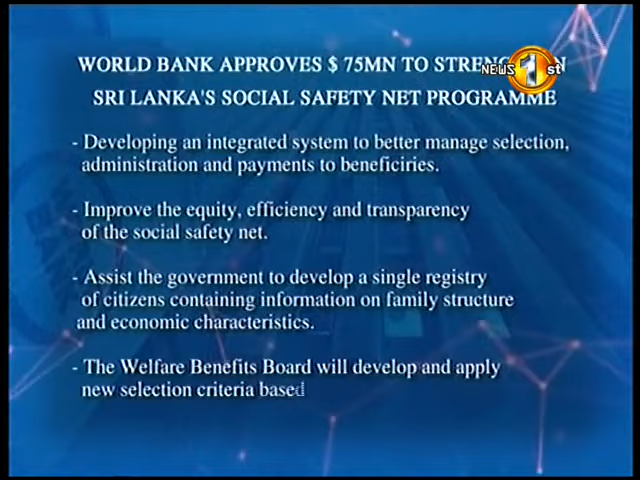 WORLD BANK APPROVES $ 75MN TO
NEWS 1st
SRI LANKA'S SOCIAL SAFETY NET PROGRAMME
- Developing an integrated system to better manage selection,
administration and payments to beneficiries.
- Improve the equity, efficiency and transparency
of the social safety net.
- Assist the government to develop a single registry
of citizens containing information on family structure
and economic characteristics.
- The Welfare Benefits Board will develop and apply
new selection criteria based